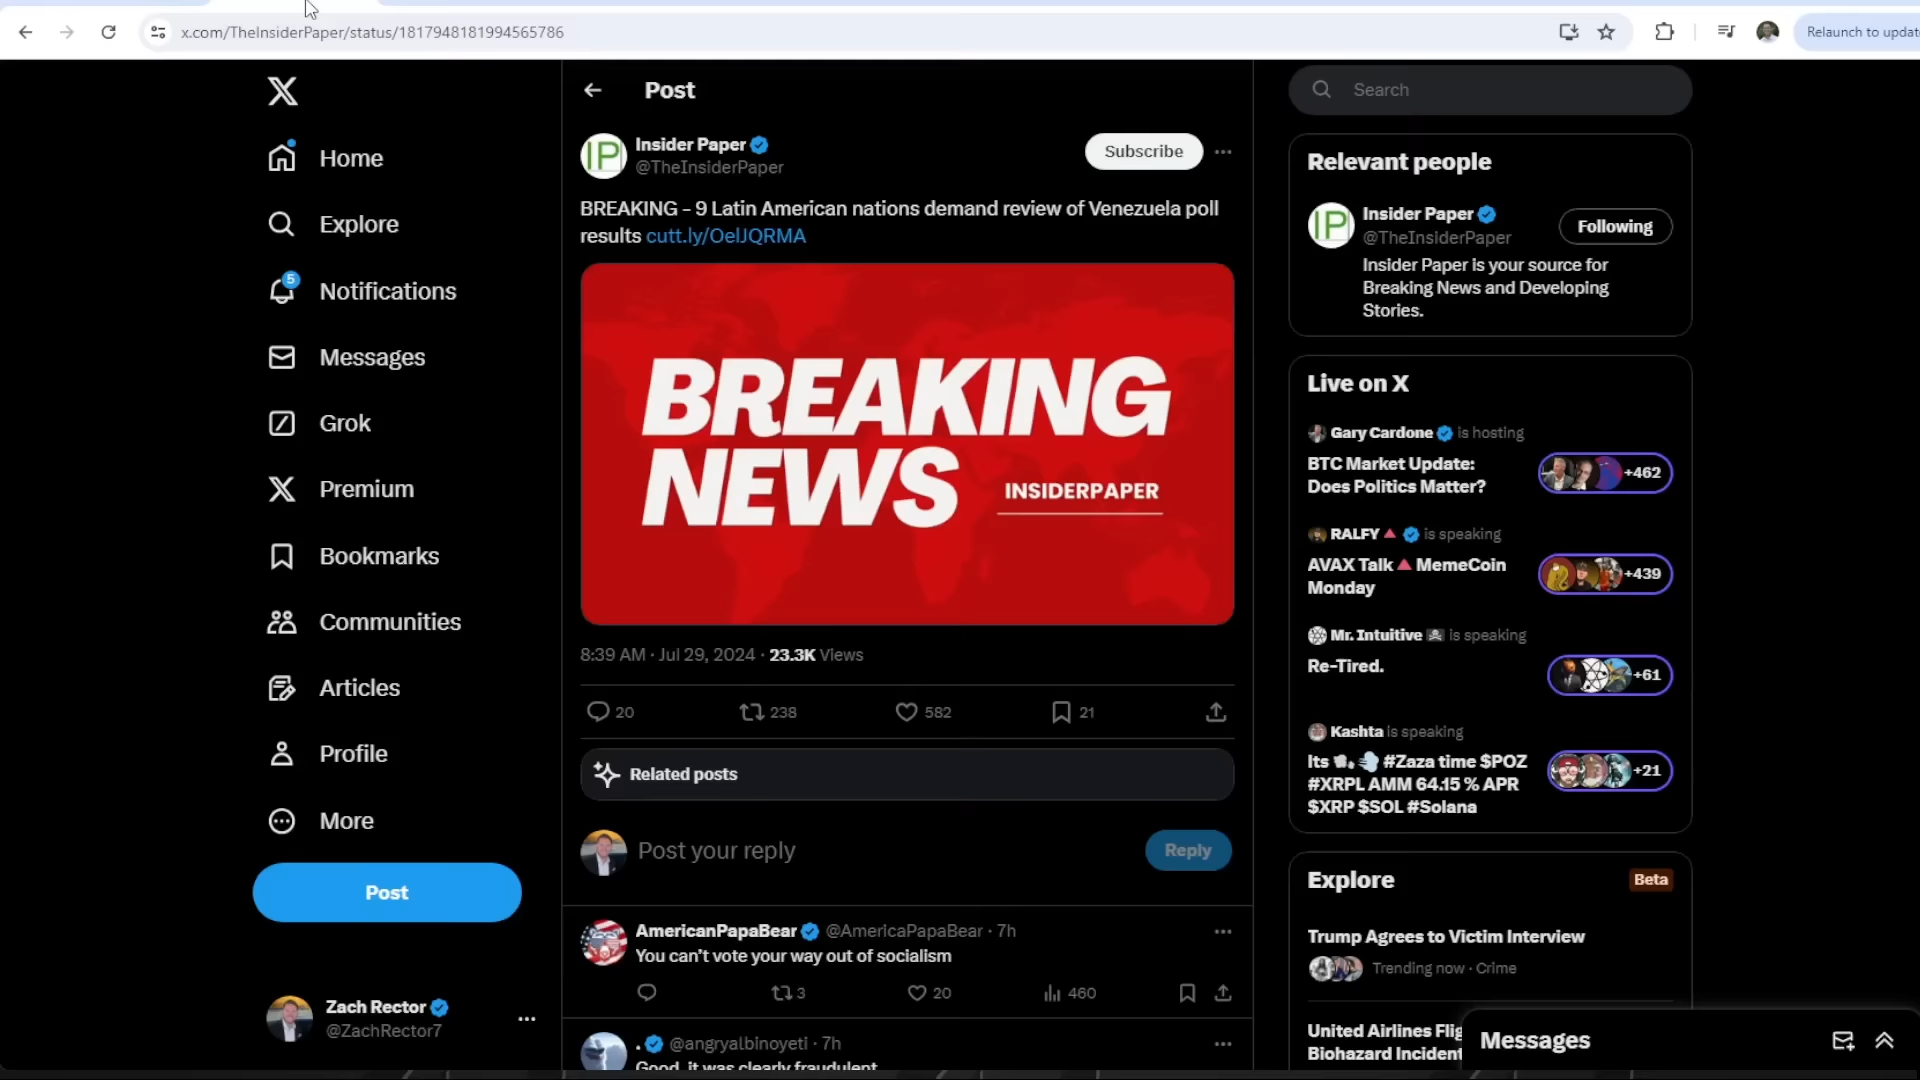 x.com/TheInsiderPaper/status/1817948181994565786
Relaunch to updat
Home
Explore
5
Notifications
Messages
Grok
Premium
Bookmarks
Communities
Articles
Profile
More
Post
Zach Rector
@ZachRector7
Post
Insider Paper
@TheInsiderPaper
Subscribe
BREAKING – 9 Latin American nations demand review of Venezuela poll
results cutt.ly/OelJQRMA
BREAKING
NEWS
INSIDERPAPER
8:39 AM · Jul 29, 2024 · 23.3K Views
20 238 582 21
Related posts
Post your reply
Reply
AmericanPapaBear @AmericaPapaBear · 7h
You can't vote your way out of socialism
3 20 460
. @angryalbinoyeti · 7h
Good, it was clearly fraudulent
Search
Relevant people
Insider Paper
@TheInsiderPaper
Following
Insider Paper is your source for
Breaking News and Developing
Stories.
Live on X
Gary Cardone is hosting
BTC Market Update:
Does Politics Matter?
+462
RALFY is speaking
AVAX Talk🔺MemeCoin
Monday
+439
Mr. Intuitive is speaking
Re-Tired.
+61
Kashta is speaking
Its #Zaza time $POZ
#XRPL AMM 64.15 % APR
$XRP $SOL #Solana
+21
Explore
Beta
Trump Agrees to Victim Interview
Trending now · Crime
United Airlines Flig
Biohazard Incident
Messages